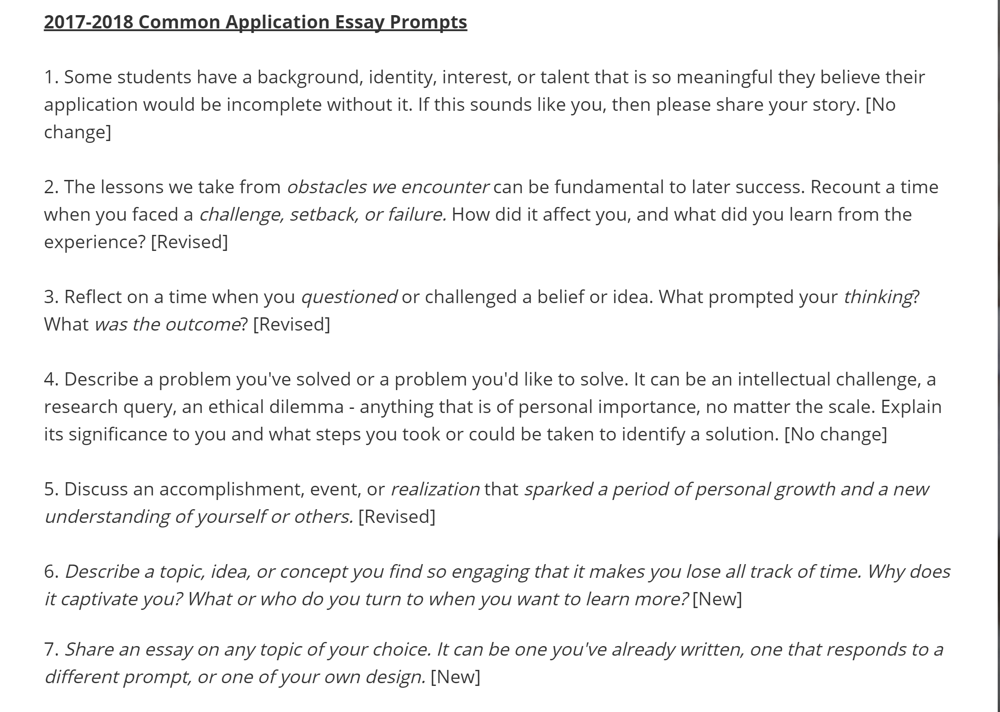 2017-2018 Common Application Essay Prompts
1. Some students have a background, identity, interest, or talent that is so meaningful they believe their
application would be incomplete without it. If this sounds like you, then please share your story. [No
change]
2. The lessons we take from obstacles we encounter can be fundamental to later success. Recount a time
when you faced a challenge, setback, or failure. How did it affect you, and what did you learn from the
experience? [Revised]
3. Reflect on a time when you questioned or challenged a belief or idea. What prompted your thinking?
What was the outcome? [Revised]
4. Describe a problem you've solved or a problem you'd like to solve. It can be an intellectual challenge, a
research query, an ethical dilemma - anything that is of personal importance, no matter the scale. Explain
its significance to you and what steps you took or could be taken to identify a solution. [No change]
5. Discuss an accomplishment, event, or realization that sparked a period of personal growth and a new
understanding of yourself or others. [Revised]
6. Describe a topic, idea, or concept you find so engaging that it makes you lose all track of time. Why does
it captivate you? What or who do you turn to when you want to learn more? [New]
7. Share an essay on any topic of your choice. It can be one you've already written, one that responds to a
different prompt, or one of your own design. [New]